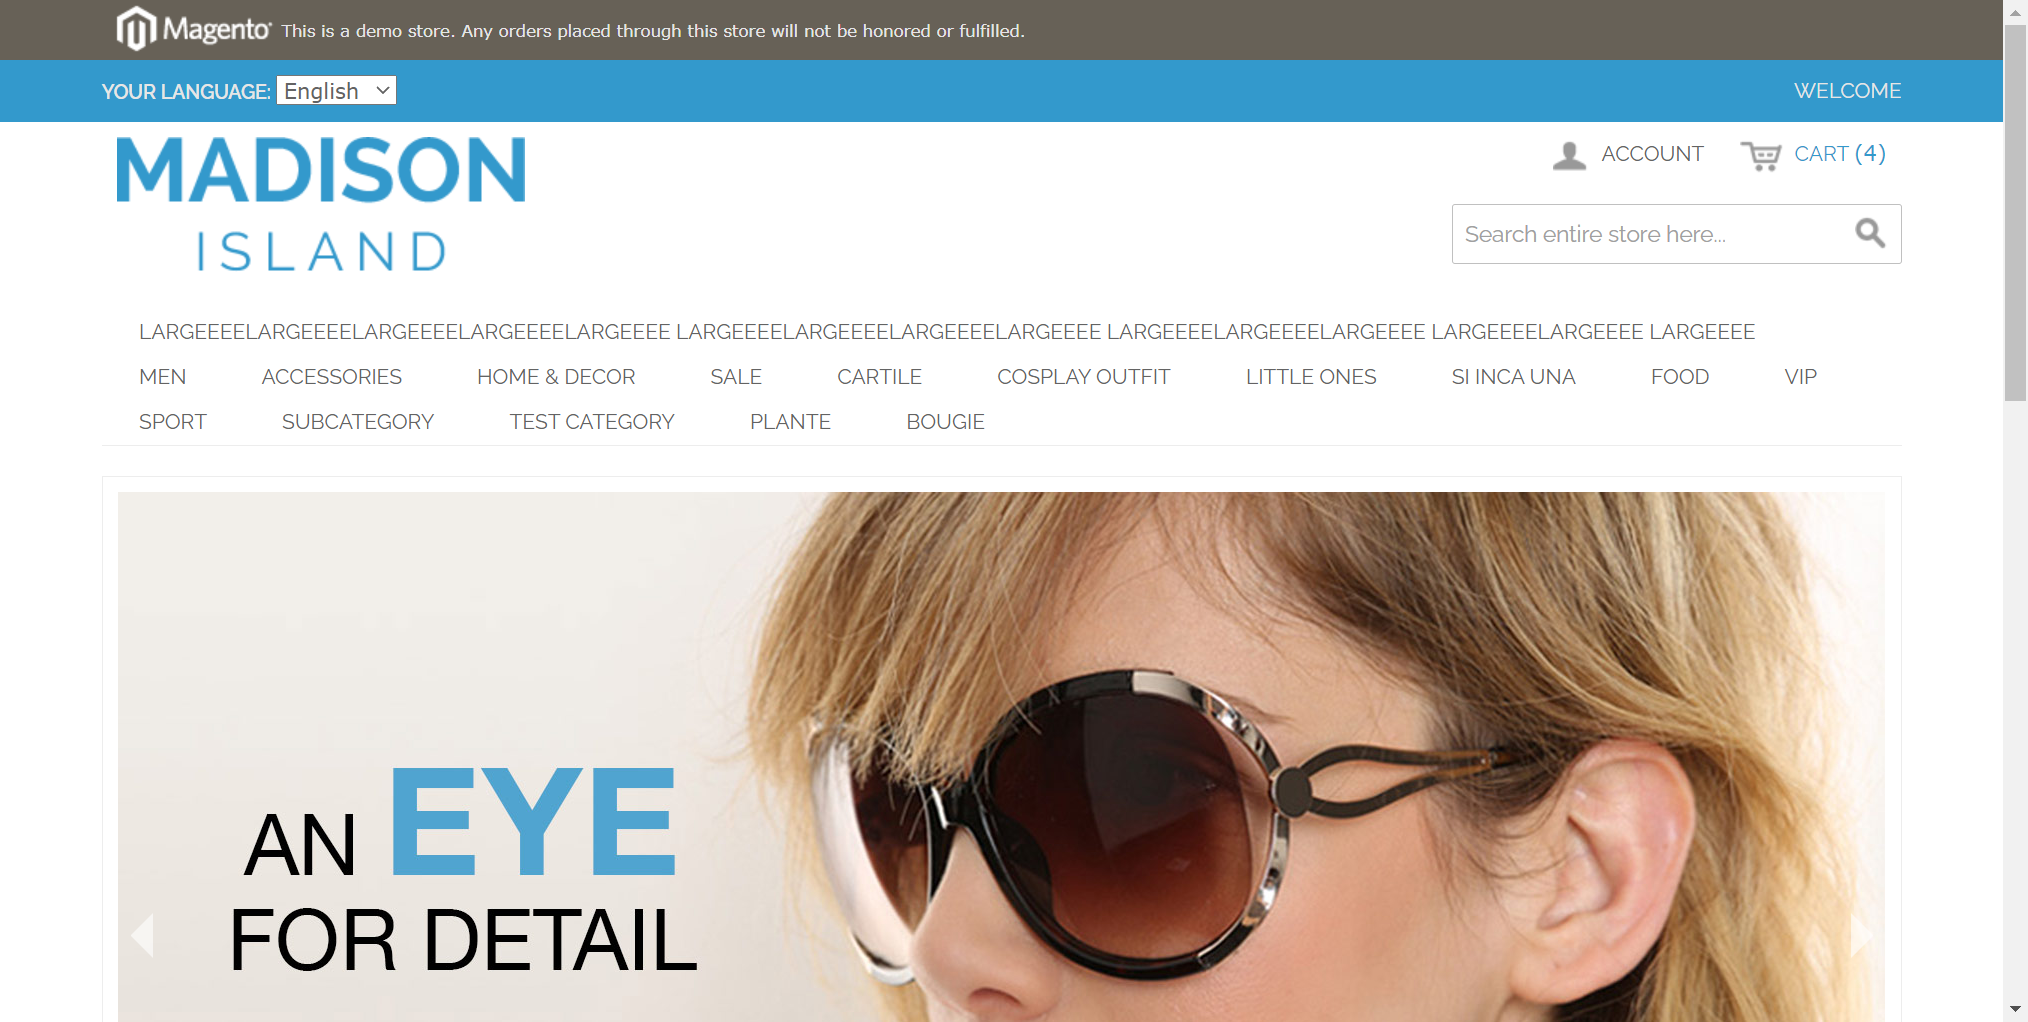 Magento® This is a demo store. Any orders placed through this store will not be honored or fulfilled.
YOUR LANGUAGE: English WELCOME
MADISON
ISLAND
ACCOUNT CART (4)
Search entire store here...
LARGEEEELARGEEEELARGEEEELARGEEEELARGEEEE LARGEEEELARGEEEELARGEEEELARGEEEE LARGEEEELARGEEEELARGEEEE LARGEEEELARGEEEE LARGEEEE
MEN ACCESSORIES HOME & DECOR SALE CARTILE COSPLAY OUTFIT LITTLE ONES SI INCA UNA FOOD VIP
SPORT SUBCATEGORY TEST CATEGORY PLANTE BOUGIE
AN EYE
FOR DETAIL